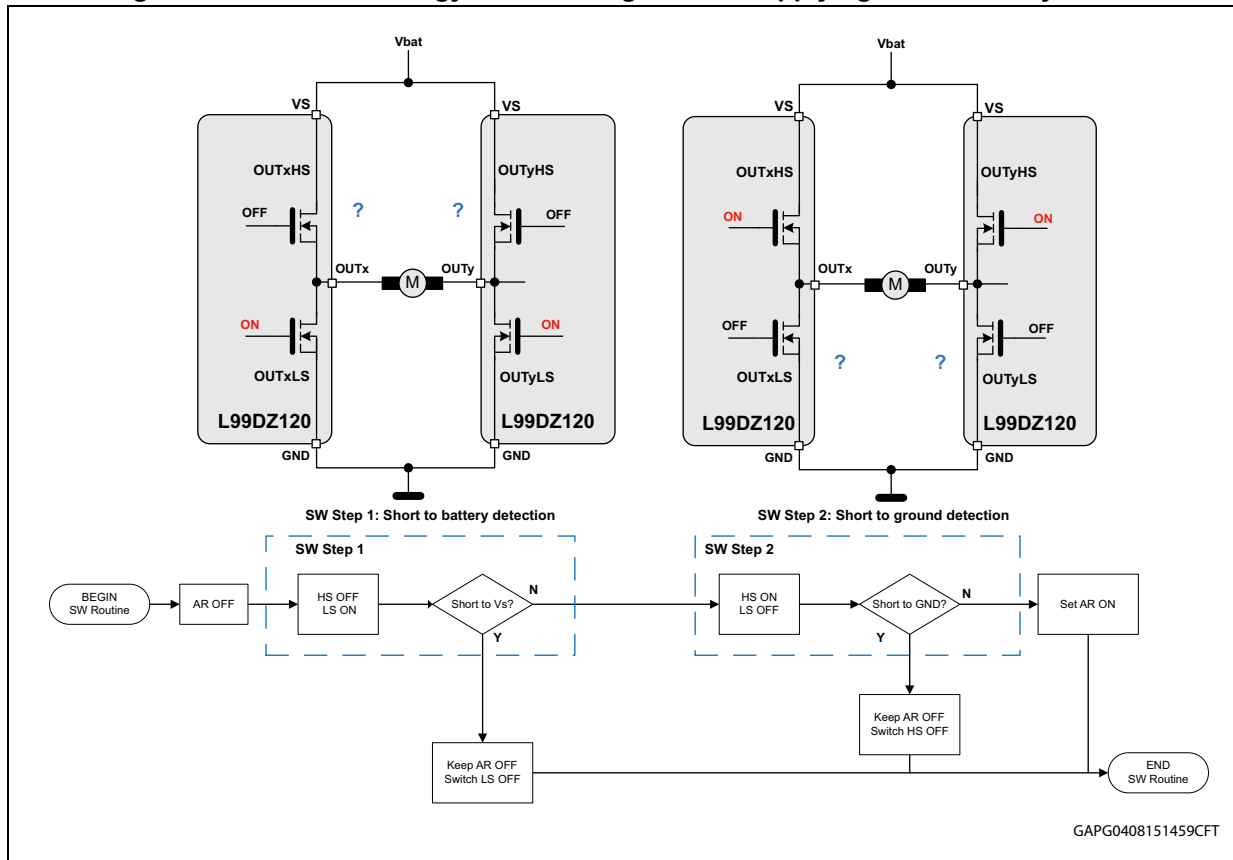 Vbat
VS
VS
OUTxHS
OUTyHS
OFF
?
?
OFF
OUTx
M
OUTy
ON
ON
OUTxLS
OUTyLS
L99DZ120
L99DZ120
GND
GND
SW Step 1: Short to battery detection
Vbat
VS
VS
OUTxHS
OUTyHS
ON
ON
OUTx
M
OUTy
OFF
OFF
?
?
OUTxLS
OUTyLS
L99DZ120
L99DZ120
GND
GND
SW Step 2: Short to ground detection
SW Step 1
SW Step 2
BEGIN
SW Routine
AR OFF
HS OFF
LS ON
Short to Vs?
N
Y
HS ON
LS OFF
Short to GND?
N
Y
Set AR ON
Keep AR OFF
Switch HS OFF
Keep AR OFF
Switch LS OFF
END
SW Routine
GAPG0408151459CFT